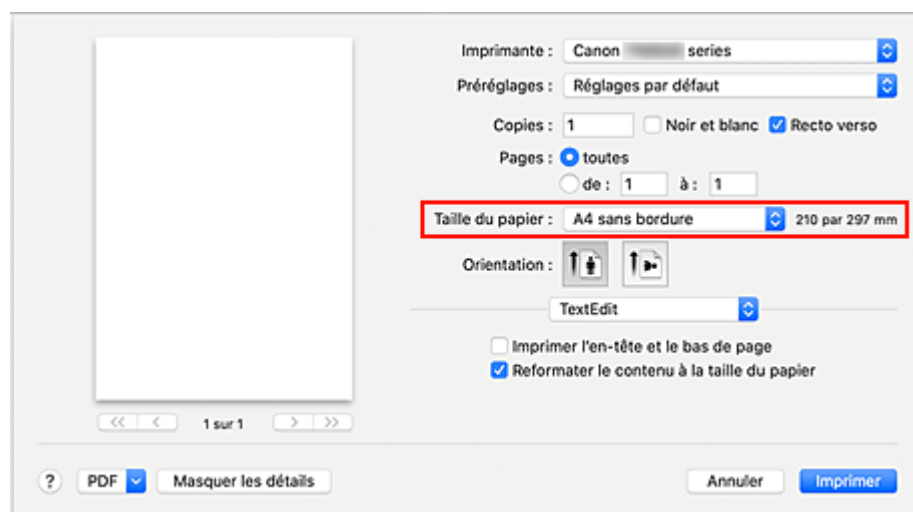 Imprimante : Canon series
Préréglages : Réglages par défaut
Copies : 1 Noir et blanc Recto verso
Pages : toutes
de : 1 à : 1
Taille du papier : A4 sans bordure 210 par 297 mm
Orientation :
TextEdit
Imprimer l'en-tête et le bas de page
Reformater le contenu à la taille du papier
<< < 1 sur 1 > >>
? PDF Masquer les détails Annuler Imprimer